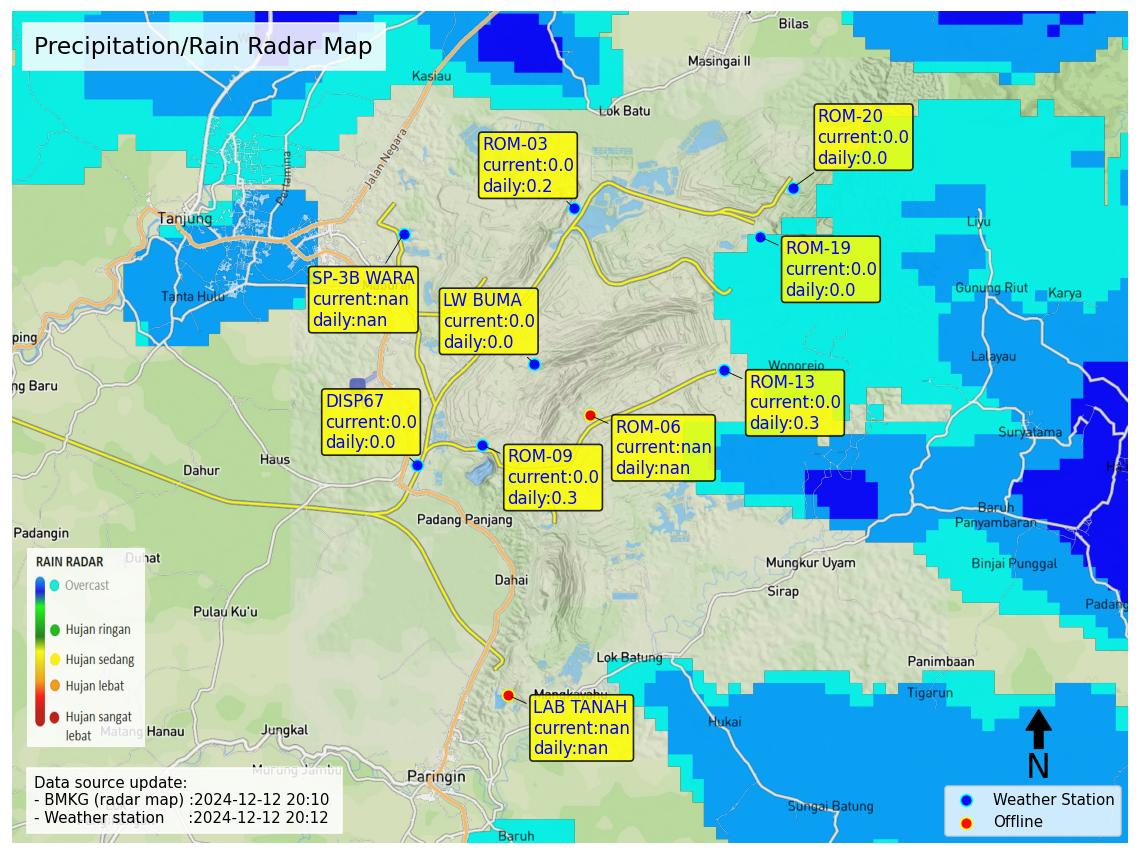 Precipitation/Rain Radar Map
Bilas
Masingai II
Kasiau
Lok Batu
Jalan Negara
Pertamina
Tanjung
Tanta Hulu
ROM-03
current:0.0
daily:0.2
ROM-20
current:0.0
daily:0.0
ROM-19
current:0.0
daily:0.0
SP-3B WARA
current:nan
daily:nan
LW BUMA
current:0.0
daily:0.0
Liyu
Gunung Riut
Karya
Lalayau
Wonorejo
ROM-13
current:0.0
daily:0.3
DISP67
current:0.0
daily:0.0
ROM-06
current:nan
daily:nan
ROM-09
current:0.0
daily:0.3
ping
ng Baru
Dahur
Haus
Suryatama
Ha
Padang Panjang
Baruh
Panyambaran
Padangin
Duhat
Dahai
Mungkur Uyam
Sirap
Binjai Punggal
Padang
Pulau Ku'u
Lok Batung
Panimbaan
Tigarun
Mangkayahu
Hukai
LAB TANAH
current:nan
daily:nan
RAIN RADAR
Overcast
Hujan ringan
Hujan sedang
Hujan lebat
Hujan sangat
lebat
Matang Hanau
Jungkal
Murung Jambu
Paringin
Sungai Batung
Baruh
Data source update:
- BMKG (radar map) :2024-12-12 20:10
- Weather station :2024-12-12 20:12
N
Weather Station
Offline